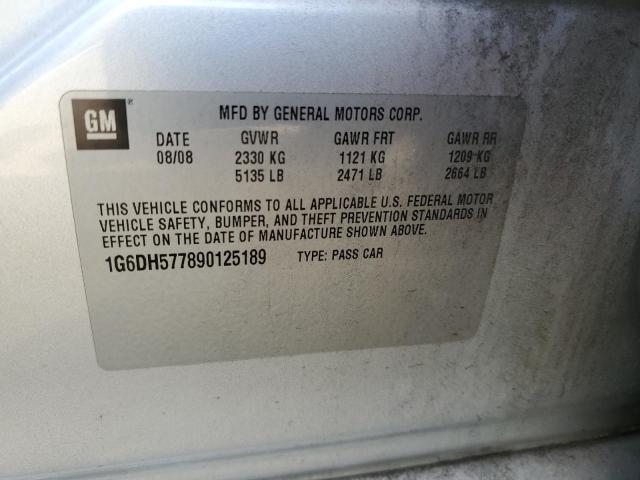 GM ®
MFD BY GENERAL MOTORS CORP.
DATE GVWR GAWR FRT GAWR RR
08/08 2330 KG 1121 KG 1209 KG
5135 LB 2471 LB 2664 LB
THIS VEHICLE CONFORMS TO ALL APPLICABLE U.S. FEDERAL MOTOR
VEHICLE SAFETY, BUMPER, AND THEFT PREVENTION STANDARDS IN
EFFECT ON THE DATE OF MANUFACTURE SHOWN ABOVE.
1G6DH577890125189 TYPE: PASS CAR